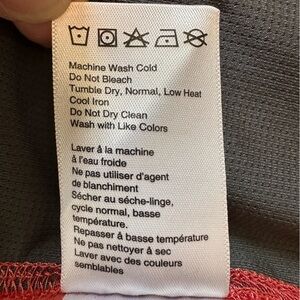 Machine Wash Cold
Do Not Bleach
Tumble Dry, Normal, Low Heat
Cool Iron
Do Not Dry Clean
Wash with Like Colors
Laver à la machine
à l'eau froide
Ne pas utiliser d'agent
de blanchiment
Sécher au séche-linge,
cycle normal, basse
température.
Repasser à basse température
Ne pas nettoyer à sec
Laver avec des couleurs
semblables